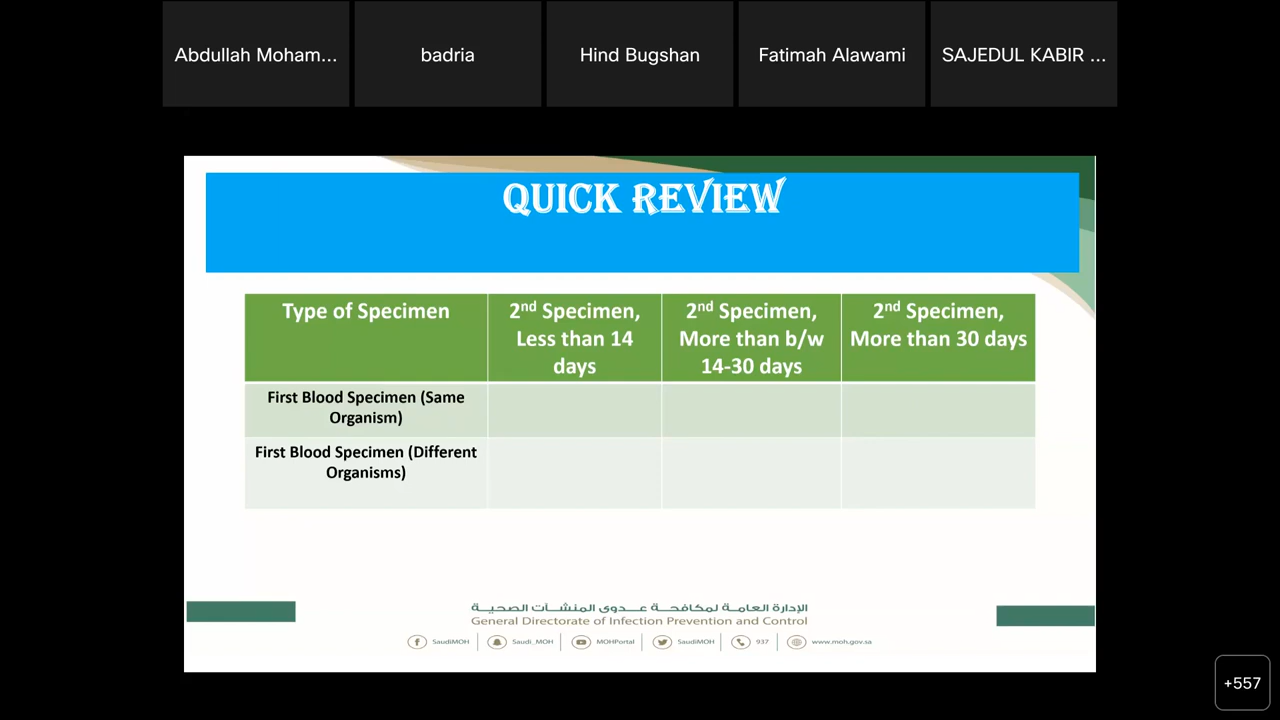 Abdullah Moham...
badria
Hind Bugshan
Fatimah Alawami
SAJEDUL KABIR ...
QUICK REVIEW
Type of Specimen
2nd Specimen,
Less than 14
days
2nd Specimen,
More than b/w
14-30 days
2nd Specimen,
More than 30 days
First Blood Specimen (Same
Organism)
First Blood Specimen (Different
Organisms)
الإدارة العامة لمكافحة عدوى المنشآت الصحية
General Directorate of Infection Prevention and Control
SaudiMOH
Saudi_MOH
MOHPortal
SaudiMOH
937
www.moh.gov.sa
+557